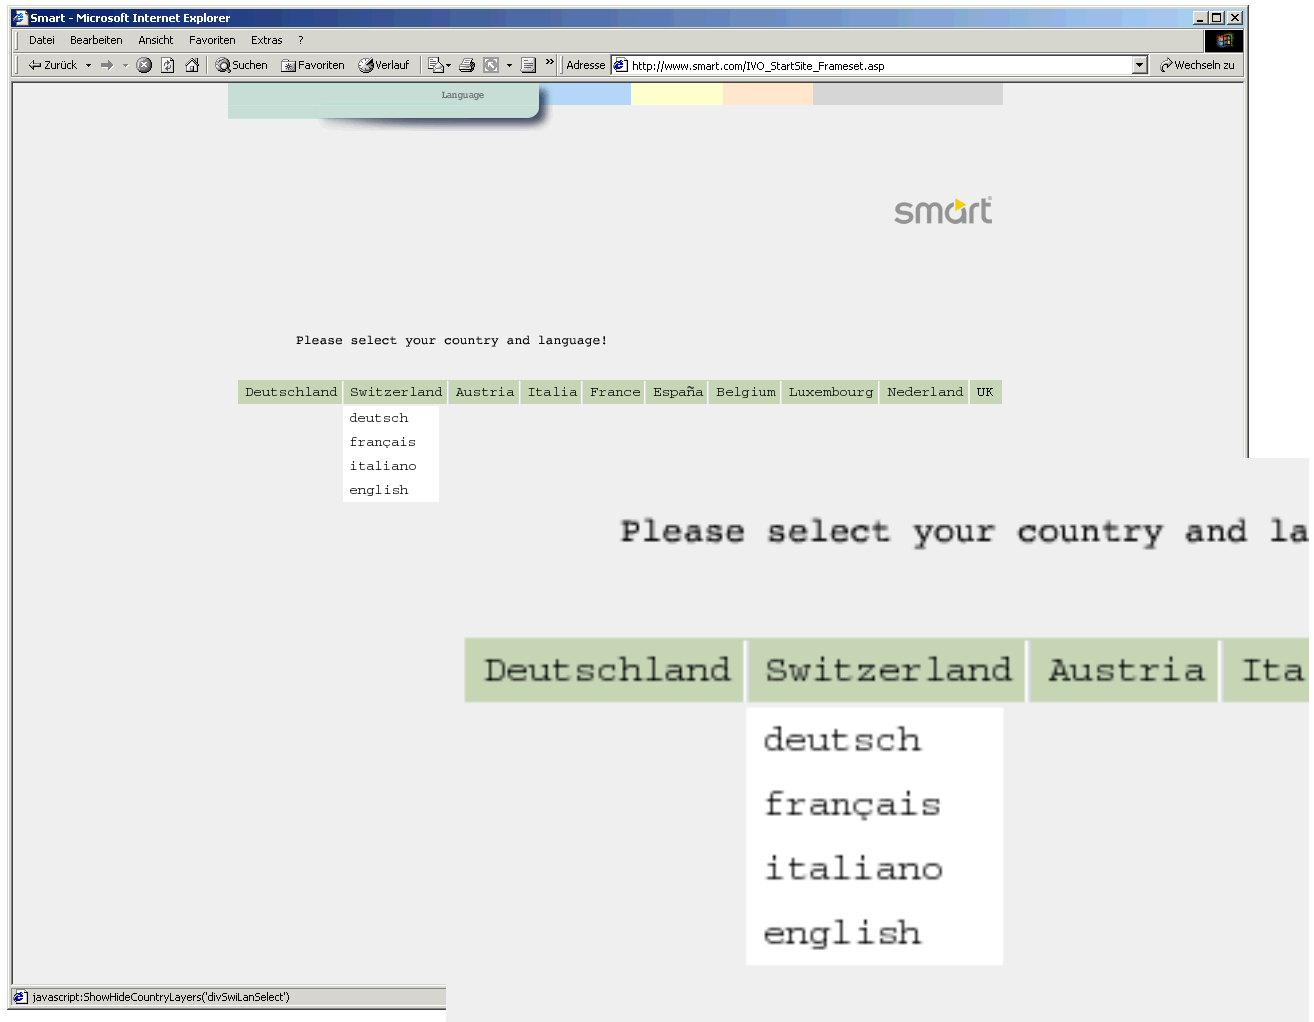 Smart - Microsoft Internet Explorer
Datei Bearbeiten Ansicht Favoriten Extras ?
Zurück Suchen Favoriten Verlauf » Adresse http://www.smart.com/IVO_StartSite_Frameset.asp Wechseln zu
Language
smart
Please select your country and language!
Deutschland Switzerland Austria Italia France España Belgium Luxembourg Nederland UK
deutsch
français
italiano
english
Please select your country and la
Deutschland Switzerland Austria Ita
deutsch
français
italiano
english
javascript:ShowHideCountryLayers('divSwiLanSelect')